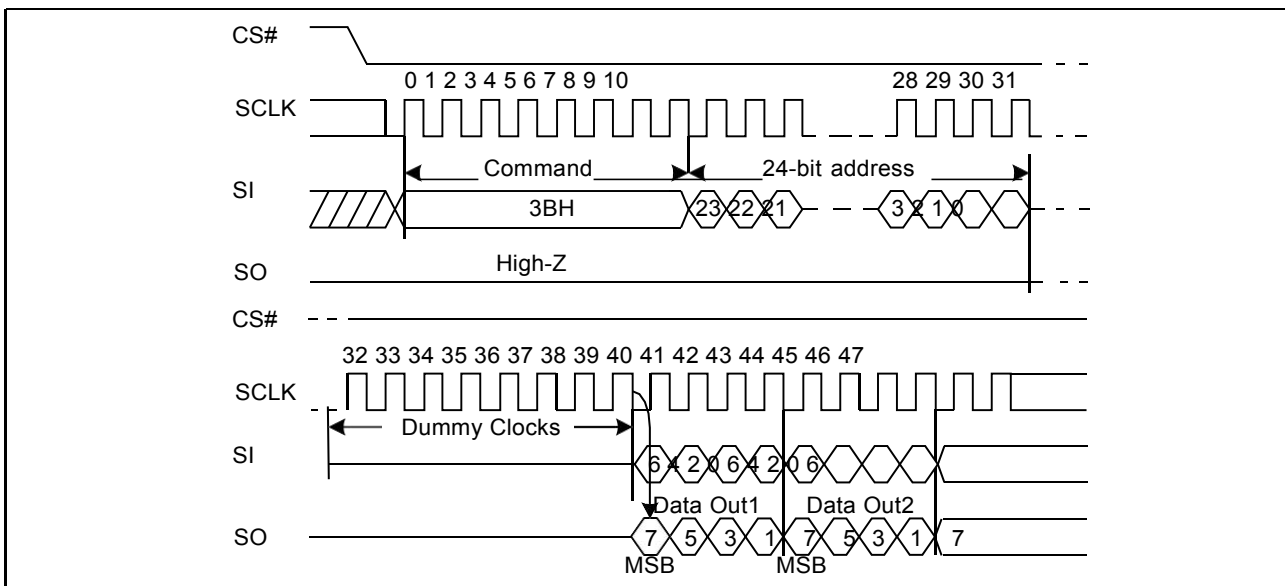 CS#
0 1 2 3 4 5 6 7 8 9 10 28 29 30 31
SCLK
Command 24-bit address
SI
3BH 23 22 21 3 2 1 0
High-Z
SO
CS#
32 33 34 35 36 37 38 39 40 41 42 43 44 45 46 47
SCLK
Dummy Clocks
SI
6 4 2 0 6 4 2 0 6
Data Out1 Data Out2
SO
7 5 3 1 7 5 3 1 7
MSB MSB